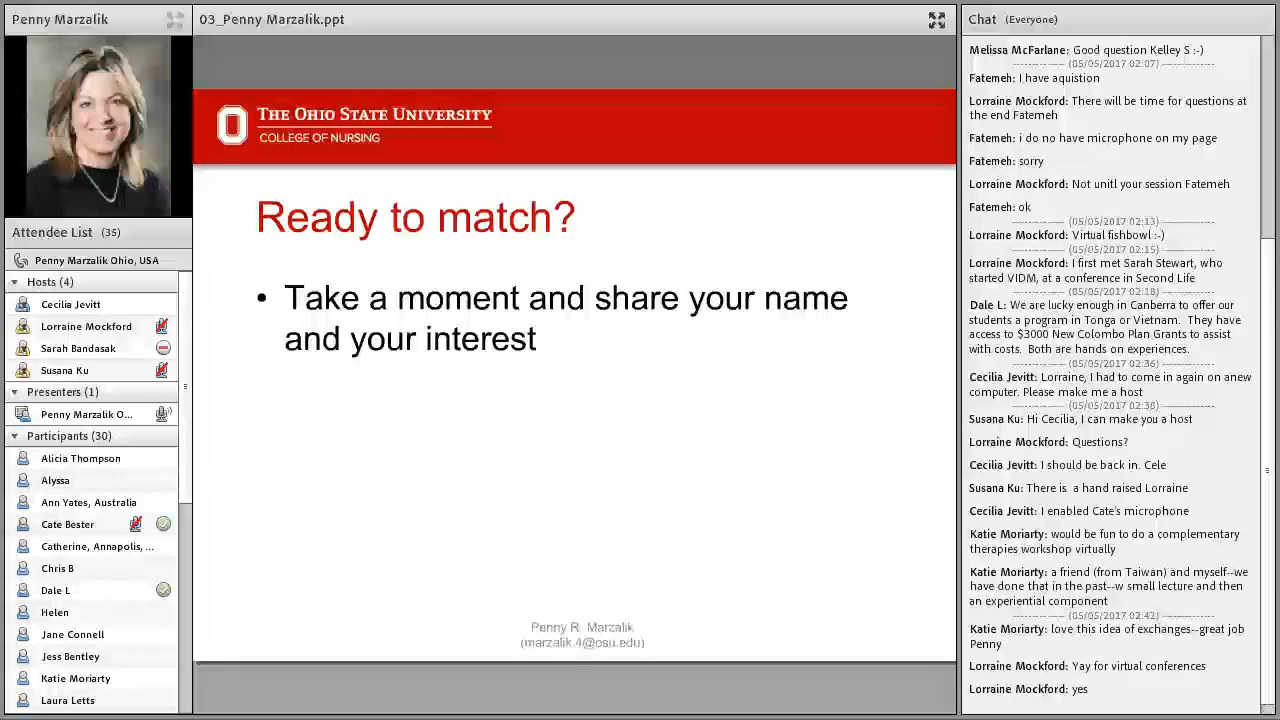 Penny Marzalik
Attendee List (35)
Penny Marzalik Ohio, USA
Hosts (4)
Cecilia Jevitt
Lorraine Mockford
Sarah Bandasak
Susana Ku
Presenters (1)
Penny Marzalik O...
Participants (30)
Alicia Thompson
Alyssa
Ann Yates, Australia
Cate Bester
Catherine, Annapolis, ...
Chris B
Dale L
Helen
Jane Connell
Jess Bentley
Katie Moriarty
Laura Letts
03_Penny Marzalik.ppt
THE OHIO STATE UNIVERSITY
COLLEGE OF NURSING
Ready to match?
• Take a moment and share your name
and your interest
Penny R. Marzalik
(marzalik.4@osu.edu)
Chat (Everyone)
Melissa McFarlane: Good question Kelley S :-)
------------- (05/05/2017 02:07) -------------
Fatemeh: I have aquistion
Lorraine Mockford: There will be time for questions at
the end Fatemeh
Fatemeh: i do no have microphone on my page
Fatemeh: sorry
Lorraine Mockford: Not unitl your session Fatemeh
Fatemeh: ok
------------- (05/05/2017 02:13) -------------
Lorraine Mockford: Virtual fishbowl :-)
------------- (05/05/2017 02:15) -------------
Lorraine Mockford: I first met Sarah Stewart, who
started VIDM, at a conference in Second Life
------------- (05/05/2017 02:18) -------------
Dale L: We are lucky enough in Canberra to offer our
students a program in Tonga or Vietnam. They have
access to $3000 New Colombo Plan Grants to assist
with costs. Both are hands on experiences.
------------- (05/05/2017 02:36) -------------
Cecilia Jevitt: Lorraine, I had to come in again on anew
computer. Please make me a host
------------- (05/05/2017 02:38) -------------
Susana Ku: Hi Cecilia, I can make you a host
Lorraine Mockford: Questions?
Cecilia Jevitt: I should be back in. Cele
Susana Ku: There is a hand raised Lorraine
Cecilia Jevitt: I enabled Cate's microphone
Katie Moriarty: would be fun to do a complementary
therapies workshop virtually
Katie Moriarty: a friend (from Taiwan) and myself--we
have done that in the past--w small lecture and then
an experiential component
------------- (05/05/2017 02:42) -------------
Katie Moriarty: love this idea of exchanges--great job
Penny
Lorraine Mockford: Yay for virtual conferences
Lorraine Mockford: yes